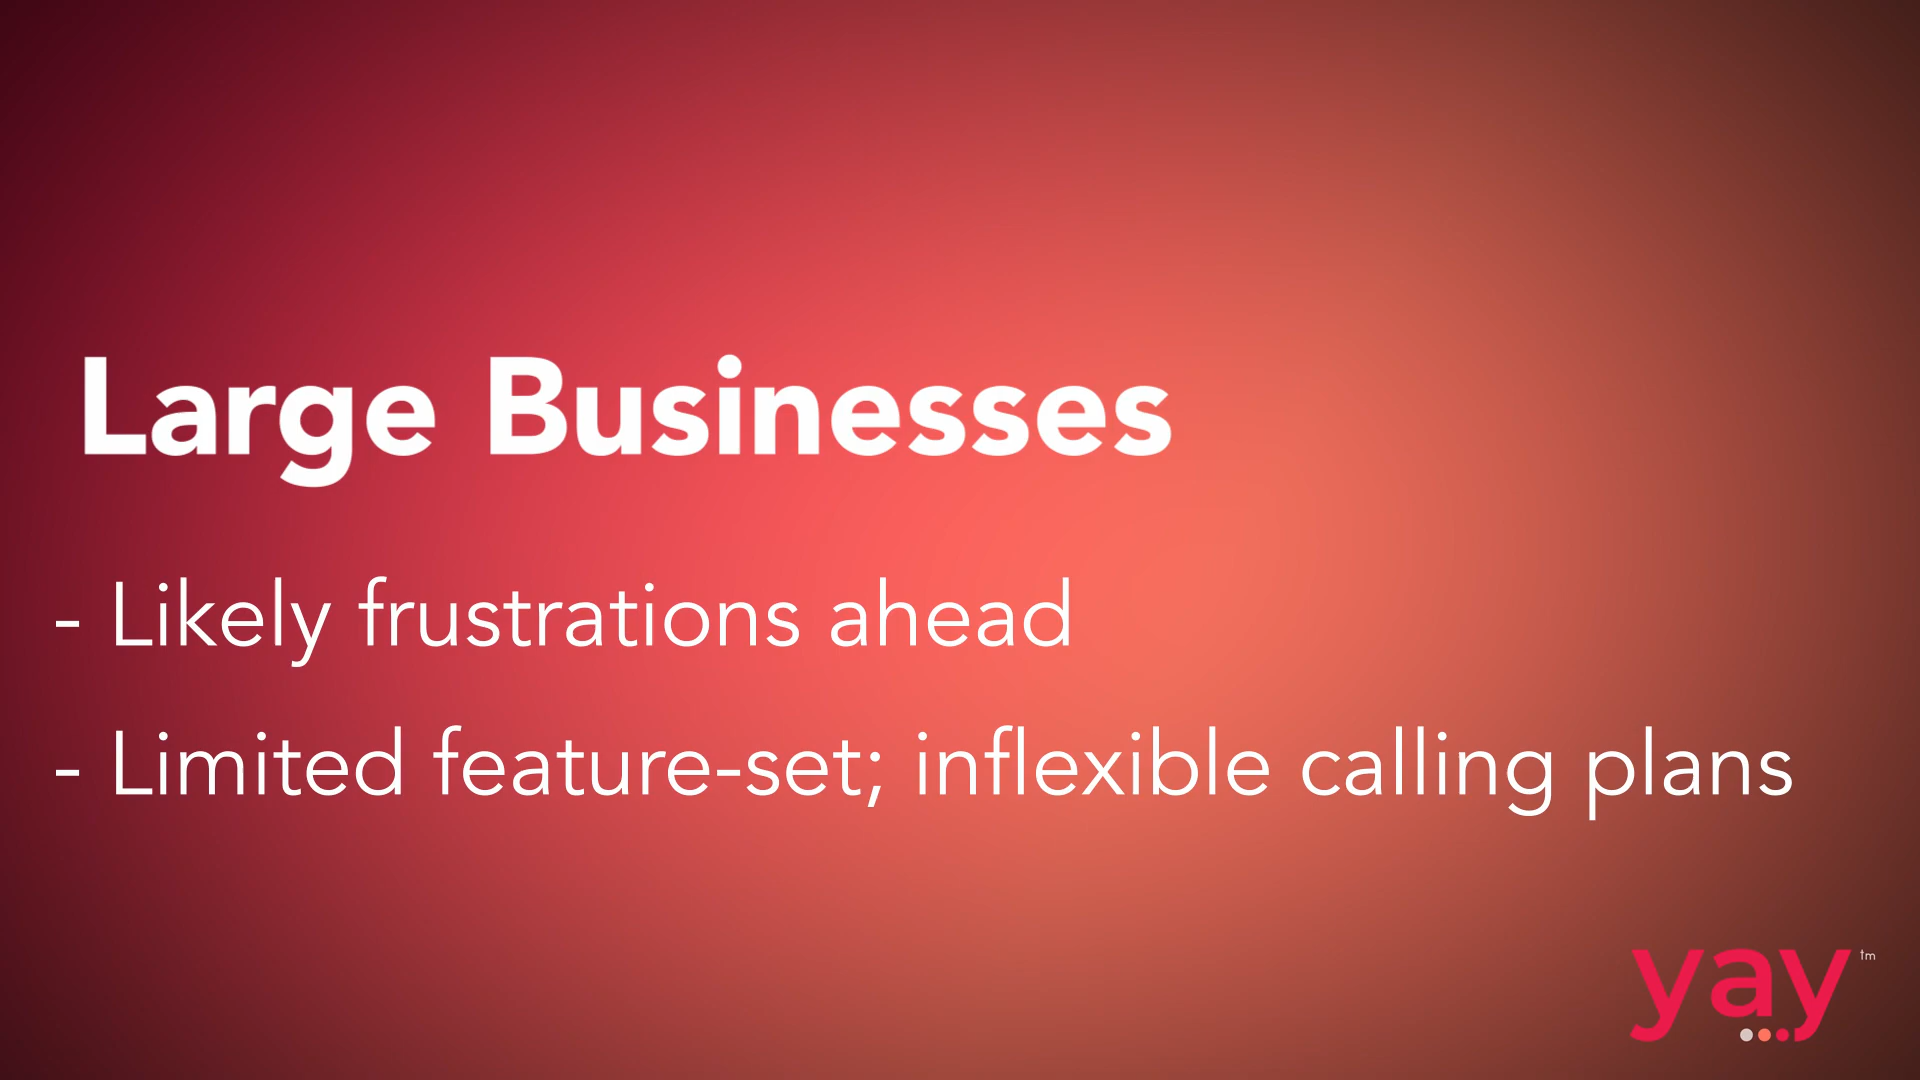 Large Businesses
- Likely frustrations ahead
- Limited feature-set; inflexible calling plans
yay tm